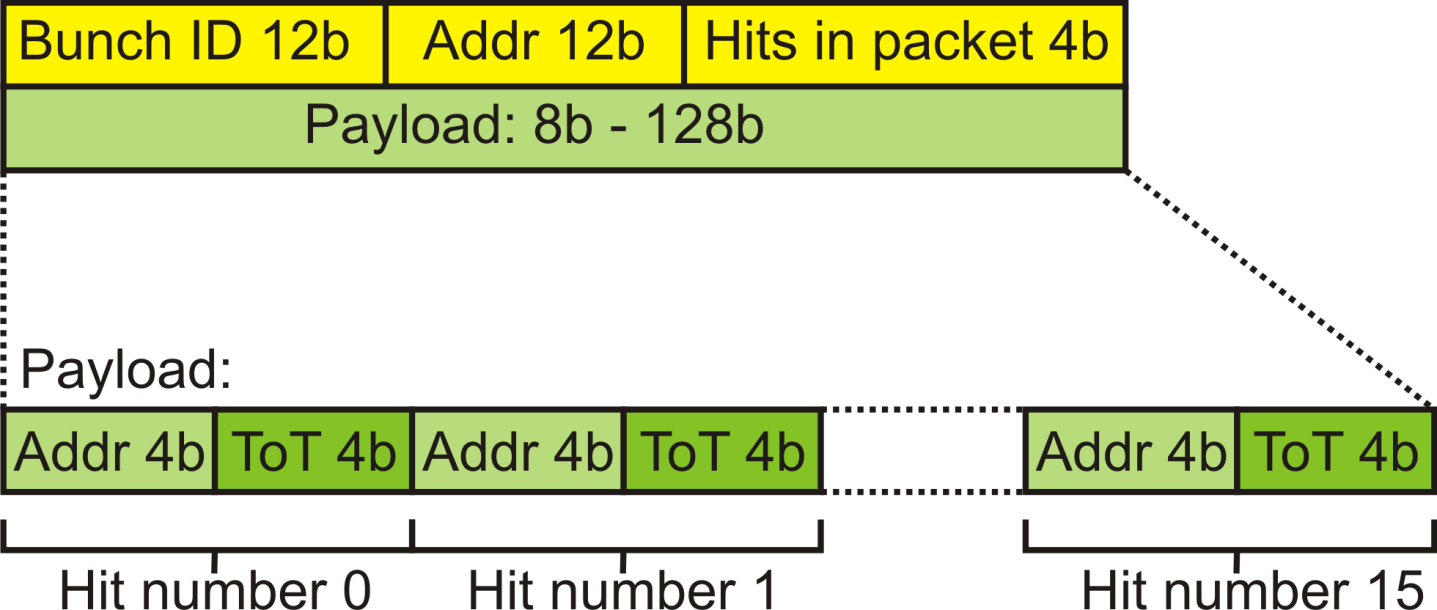 Bunch ID 12b Addr 12b Hits in packet 4b
Payload: 8b - 128b
Payload:
Addr 4b ToT 4b Addr 4b ToT 4b Addr 4b ToT 4b
Hit number 0 Hit number 1 Hit number 15